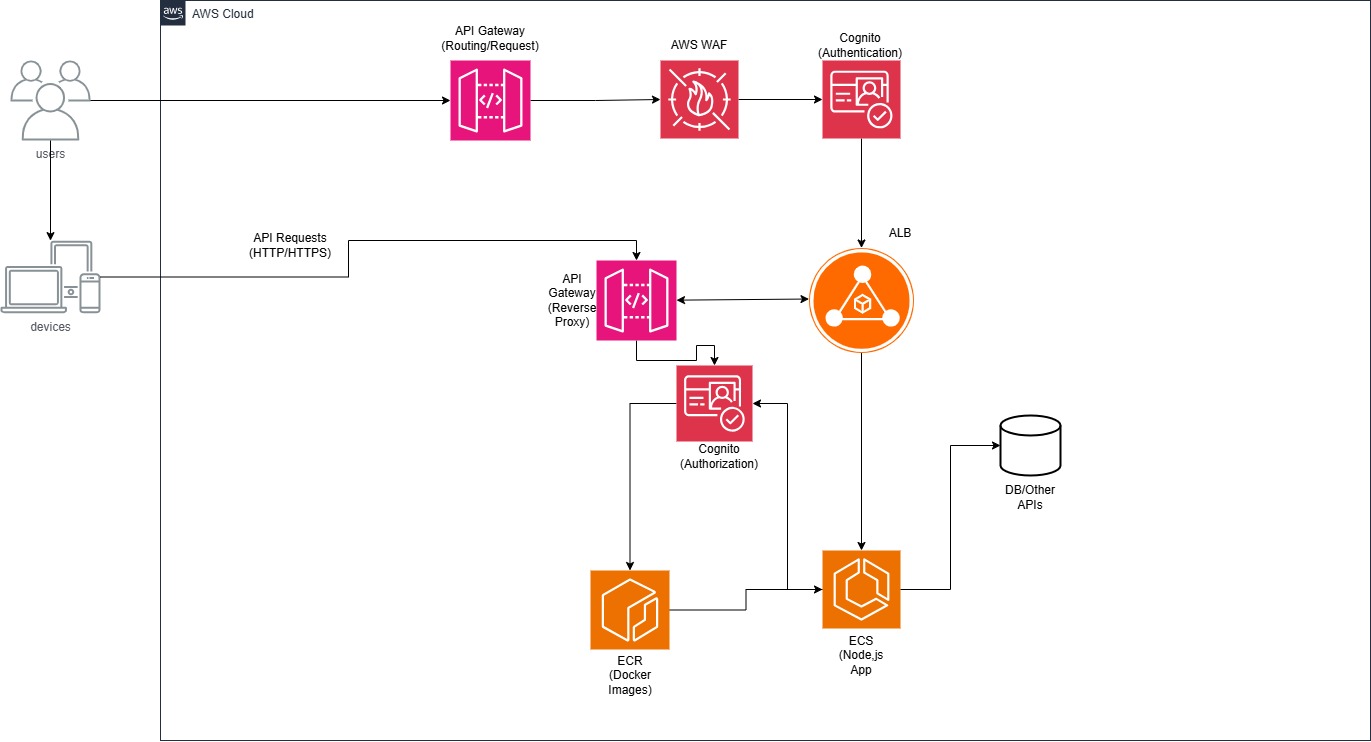 aws
AWS Cloud
API Gateway
(Routing/Request)
AWS WAF
Cognito
(Authentication)
users
API Requests
(HTTP/HTTPS)
ALB
API
Gateway
(Reverse
Proxy)
devices
Cognito
(Authorization)
DB/Other
APIs
ECR
(Docker
Images)
ECS
(Node,js
App